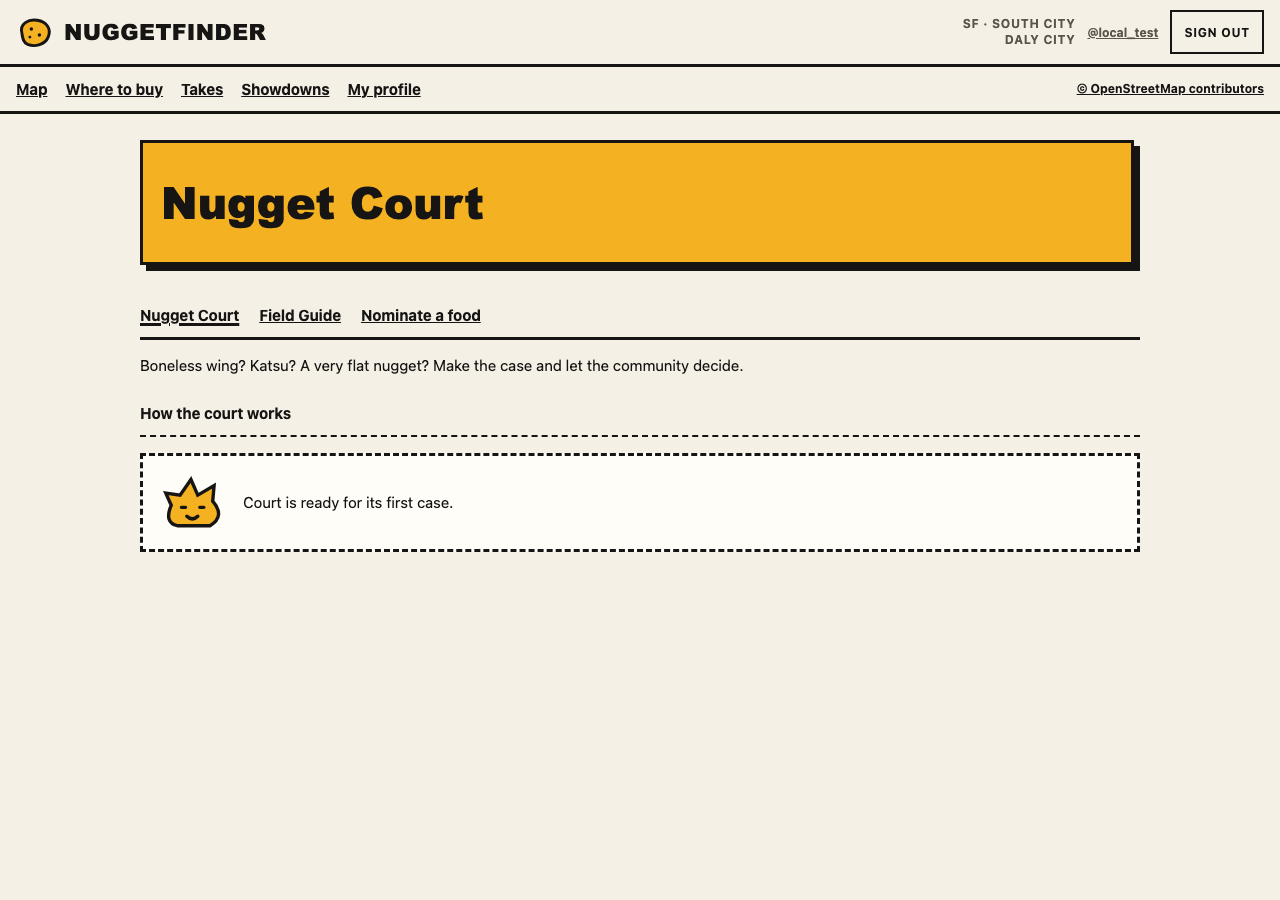 NUGGETFINDER
SF · SOUTH CITY
DALY CITY
@local_test
SIGN OUT
Map
Where to buy
Takes
Showdowns
My profile
© OpenStreetMap contributors
Nugget Court
Nugget Court
Field Guide
Nominate a food
Boneless wing? Katsu? A very flat nugget? Make the case and let the community decide.
How the court works
Court is ready for its first case.